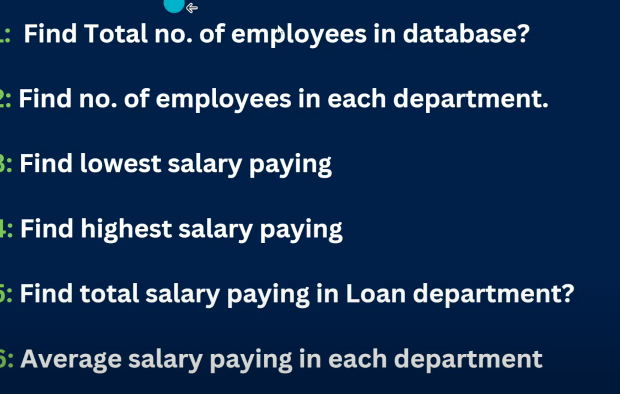 1: Find Total no. of employees in database?
2: Find no. of employees in each department.
3: Find lowest salary paying
4: Find highest salary paying
5: Find total salary paying in Loan department?
6: Average salary paying in each department